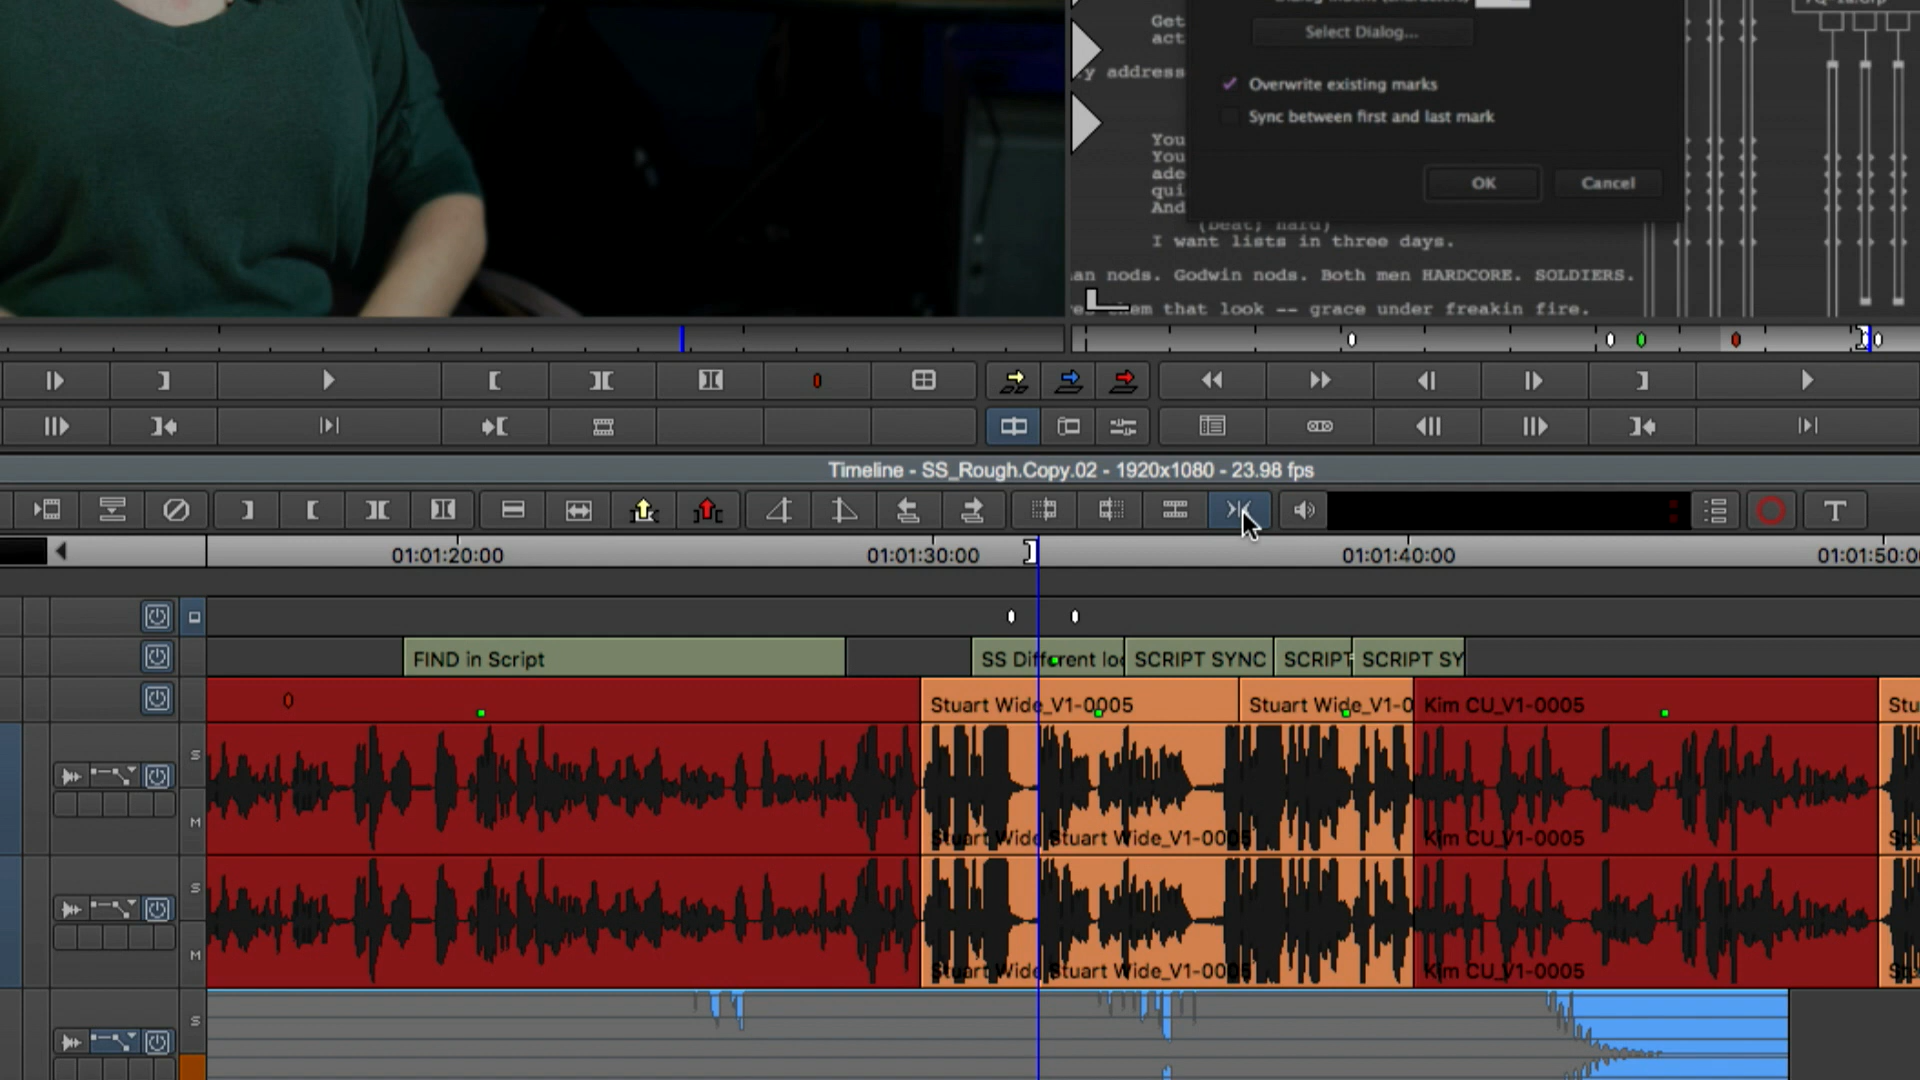 Select Dialog...
Overwrite existing marks
Sync between first and last mark
OK
Cancel
Get
act
y address
You
You
ade
qui
And
(beat; hard)
I want lists in three days.
an nods. Godwin nods. Both men HARDCORE. SOLDIERS.
them that look -- grace under freakin fire.
Timeline - SS_Rough.Copy.02 - 1920x1080 - 23.98 fps
T
01:01:20:00
01:01:30:00
01:01:40:00
01:01:50:0
FIND in Script
SS Different lo
SCRIPT SYNC
SCRIPT
SCRIPT SY
Stuart Wide_V1-0005
Stuart Wide_V1-0
Kim CU_V1-0005
Stu
S
M
Stuart Wide
Stuart Wide_V1-0005
Kim CU_V1-0005
S
M
Stuart Wide
Stuart Wide_V1-0005
Kim CU_V1-0005
S